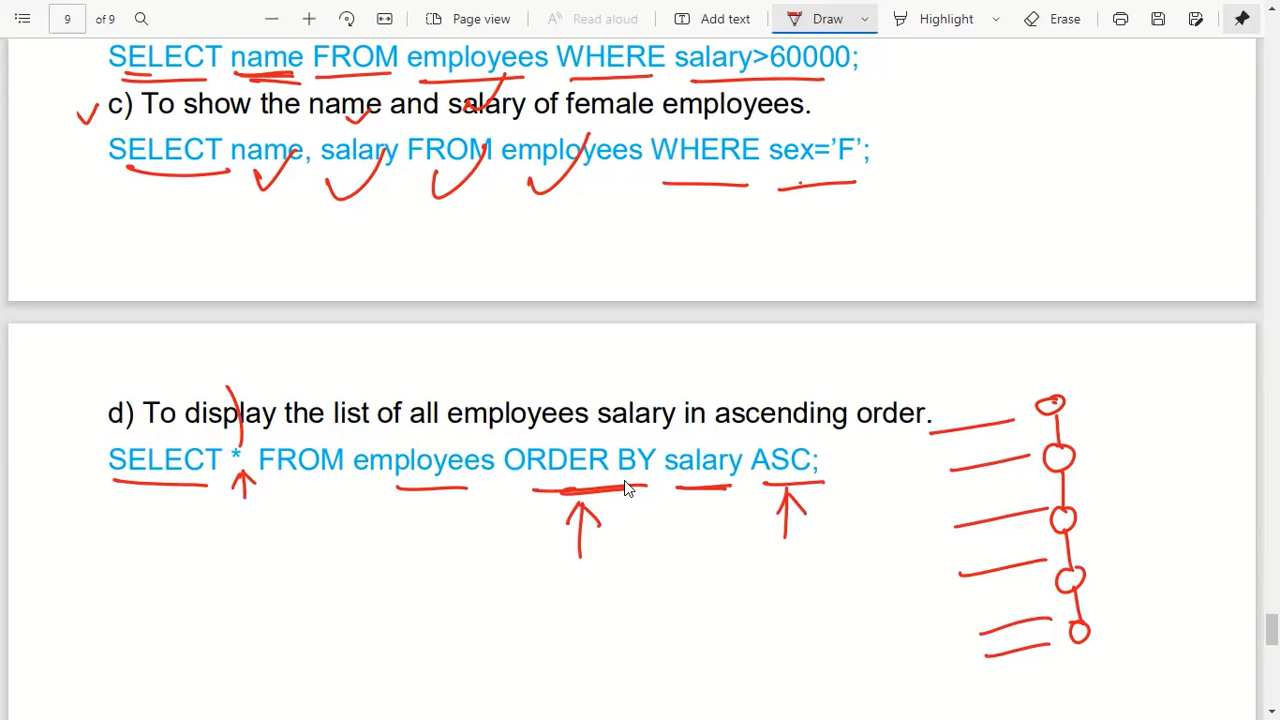 9 of 9 Page view Read aloud Add text Draw Highlight Erase
SELECT name FROM employees WHERE salary>60000;
c) To show the name and salary of female employees.
SELECT name, salary FROM employees WHERE sex=’F’;
d) To display the list of all employees salary in ascending order.
SELECT * FROM employees ORDER BY salary ASC;